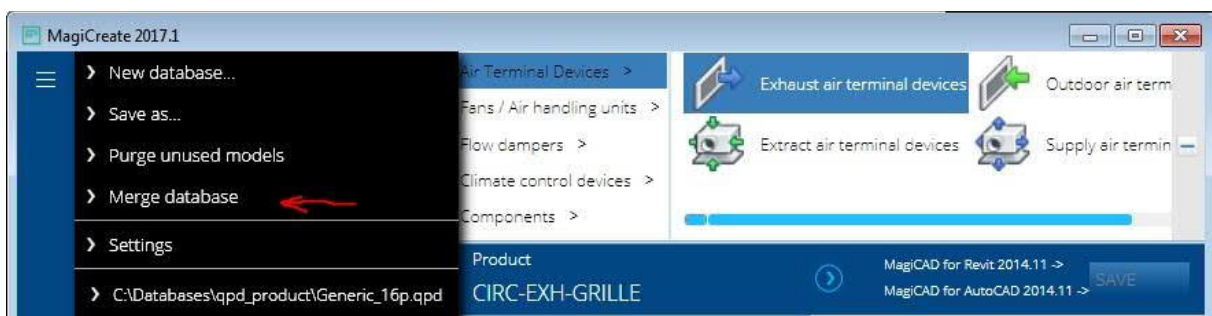 MagiCreate 2017.1
New database...
Save as...
Purge unused models
Merge database
Settings
C:\Databases\qpd_product\Generic_16p.qpd
Air Terminal Devices >
Fans / Air handling units >
Flow dampers >
Climate control devices >
Components >
Exhaust air terminal devices
Outdoor air term
Extract air terminal devices
Supply air termin
Product
CIRC-EXH-GRILLE
MagiCAD for Revit 2014.11 ->
MagiCAD for AutoCAD 2014.11 ->
SAVE